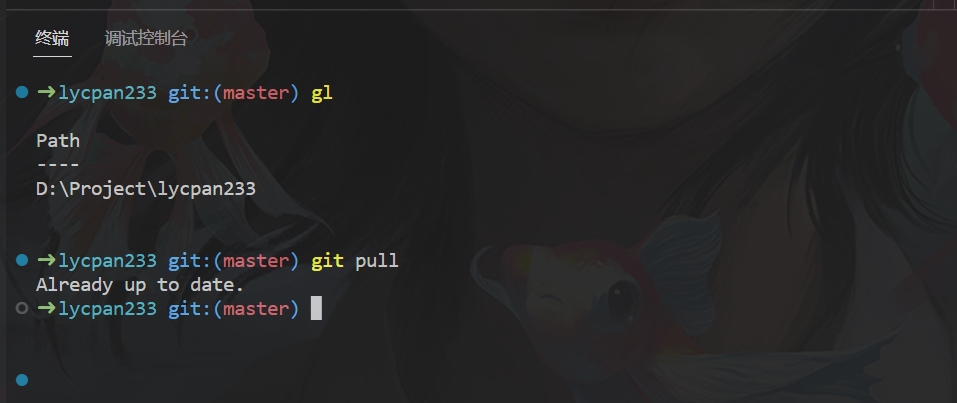 终端 调试控制台
➜lycpan233 git:(master) gl
Path
----
D:\Project\lycpan233
➜lycpan233 git:(master) git pull
Already up to date.
➜lycpan233 git:(master)